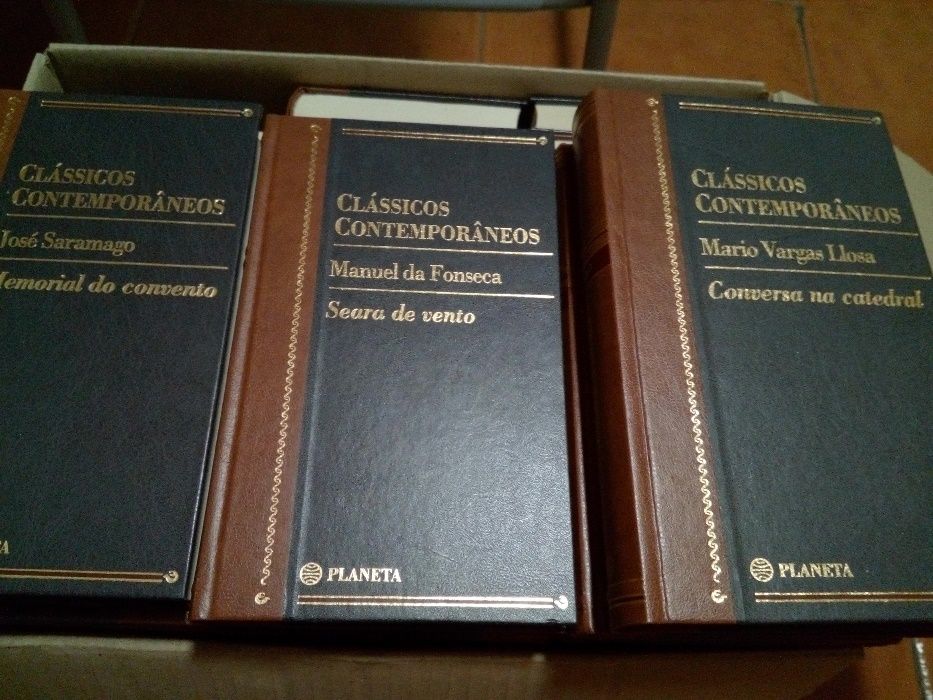 CLÁSSICOS
CONTEMPORÂNEOS
José Saramago
Memorial do convento
CLÁSSICOS
CONTEMPORÂNEOS
Manuel da Fonseca
Seara de vento
PLANETA
CLÁSSICOS
CONTEMPORÂNEOS
Mario Vargas Llosa
Conversa na catedral
PLANETA